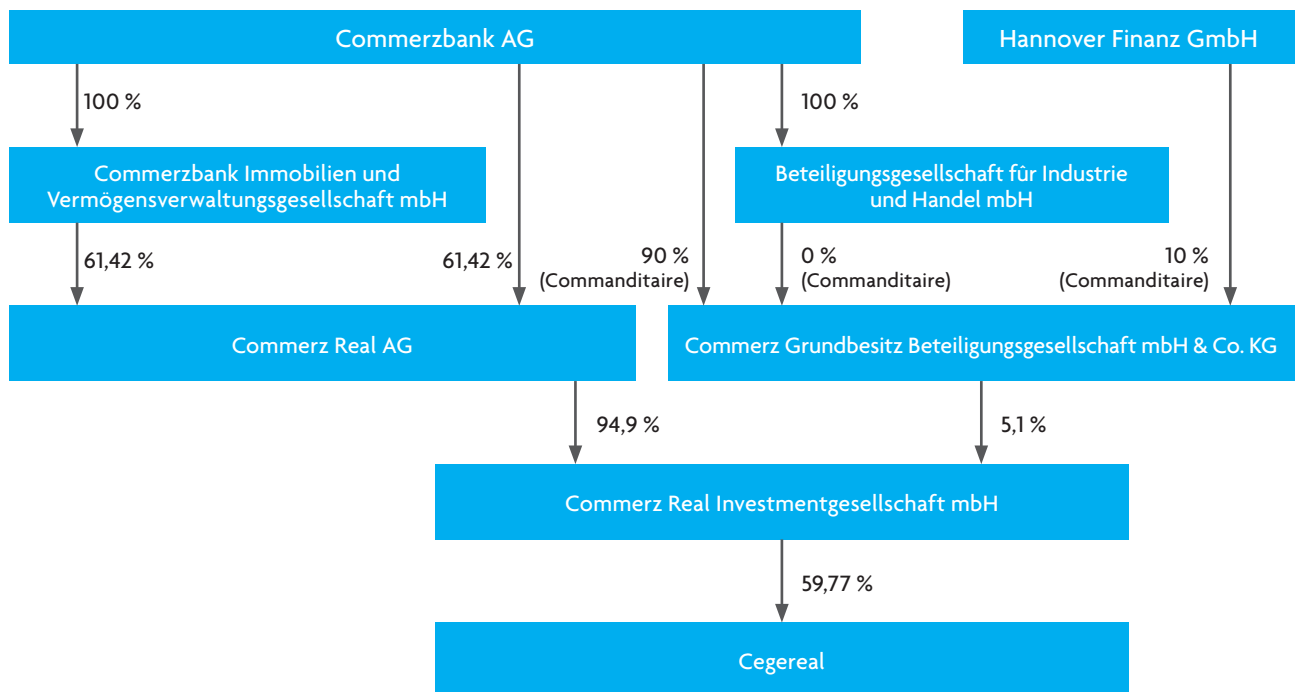 Commerzbank AG
Hannover Finanz GmbH
100 %
100 %
Commerzbank Immobilien und
Vermögensverwaltungsgesellschaft mbH
Beteiligungsgesellschaft fûr Industrie
und Handel mbH
61,42 %
61,42 %
90 %
(Commanditaire)
0 %
(Commanditaire)
10 %
(Commanditaire)
Commerz Real AG
Commerz Grundbesitz Beteiligungsgesellschaft mbH & Co. KG
94,9 %
5,1 %
Commerz Real Investmentgesellschaft mbH
59,77 %
Cegereal